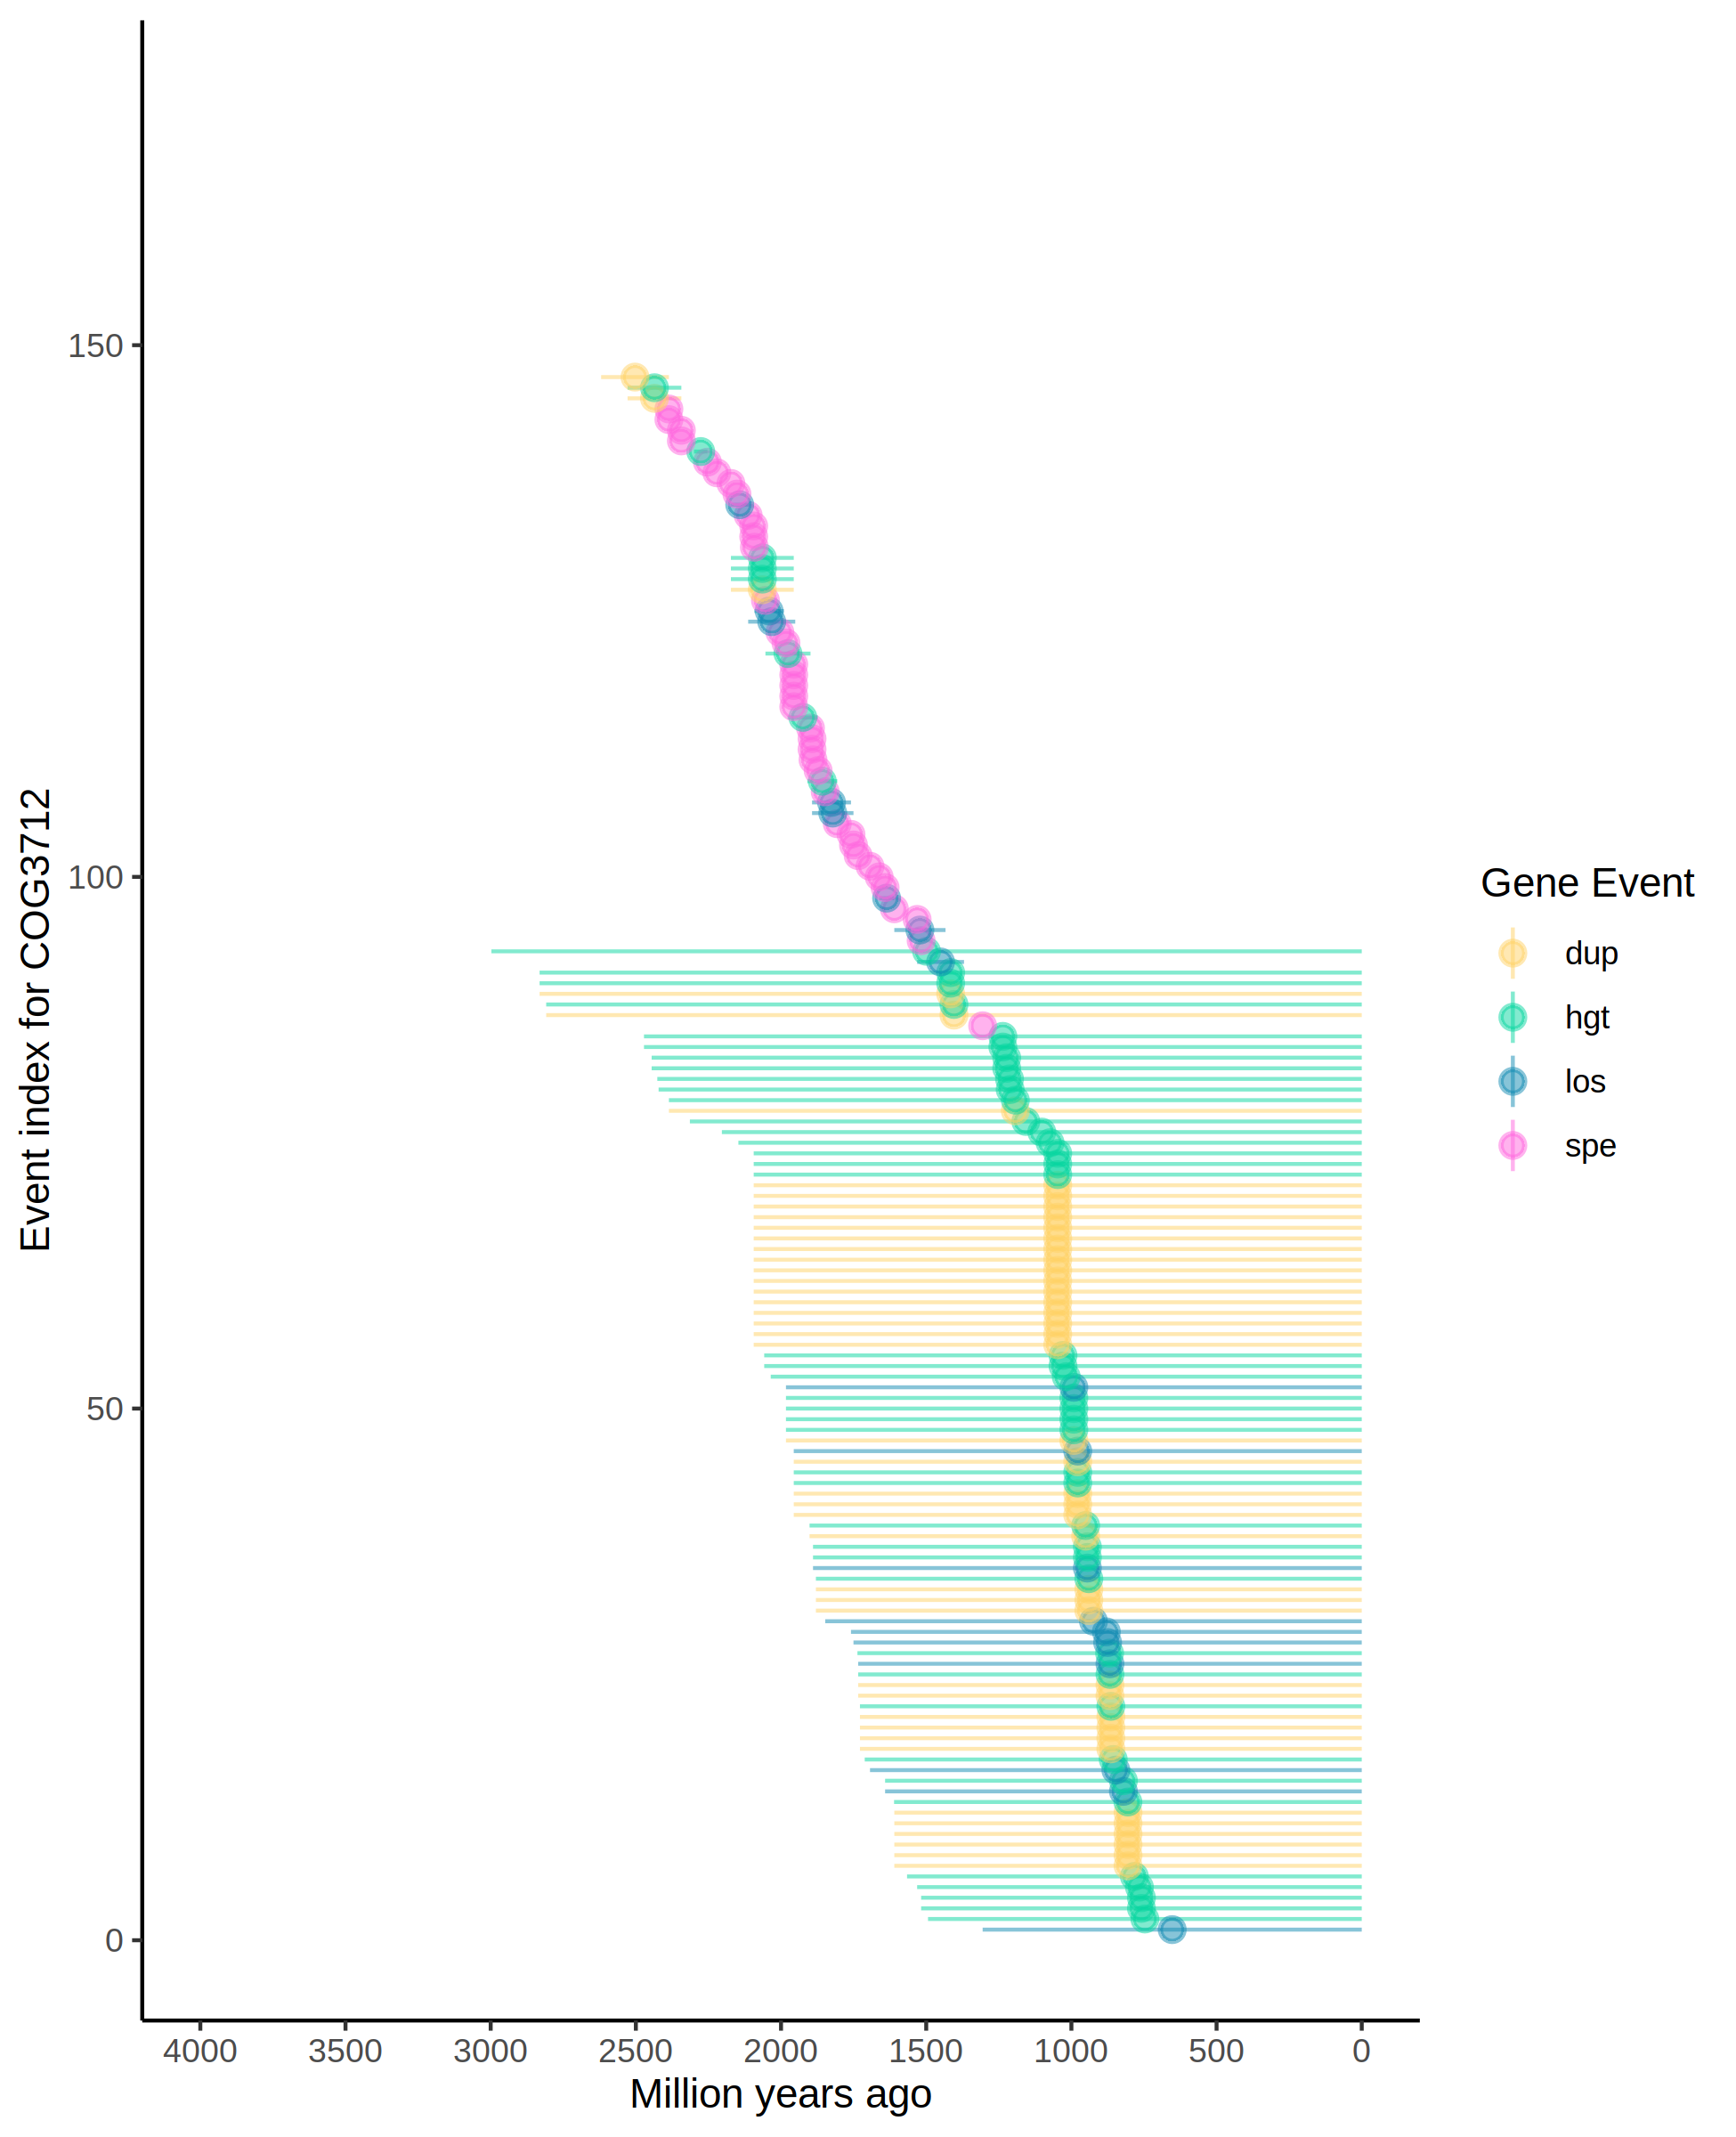 Event index for COG3712
150
100
50
0
4000 3500 3000 2500 2000 1500 1000 500 0
Million years ago
Gene Event
dup
hgt
los
spe